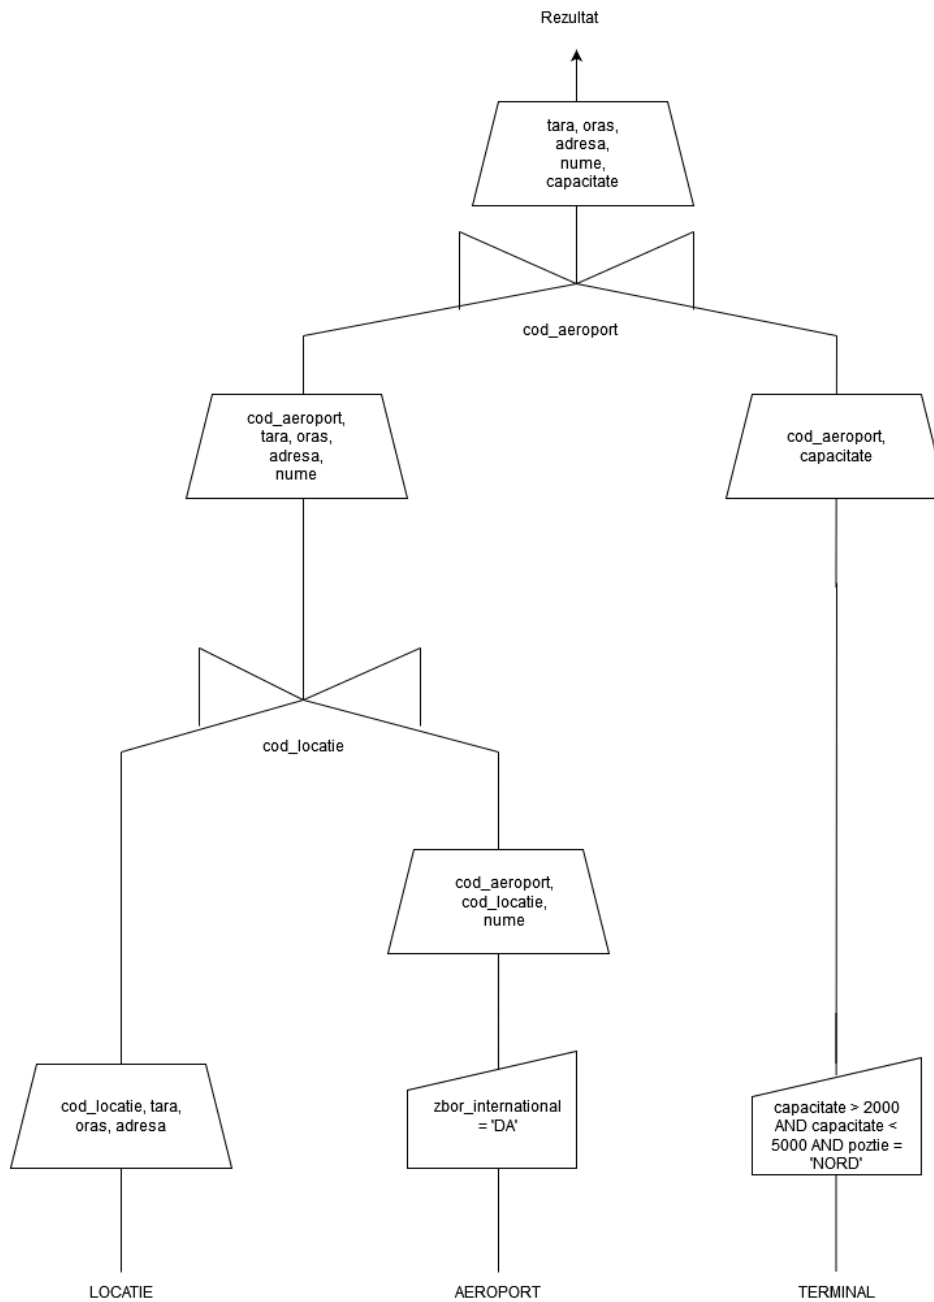 Rezultat
tara, oras,
adresa,
nume,
capacitate
cod_aeroport
cod_aeroport,
tara, oras,
adresa,
nume
cod_aeroport,
capacitate
cod_locatie
cod_aeroport,
cod_locatie,
nume
cod_locatie, tara,
oras, adresa
zbor_international
= 'DA'
capacitate > 2000
AND capacitate <
5000 AND poztie =
'NORD'
LOCATIE
AEROPORT
TERMINAL